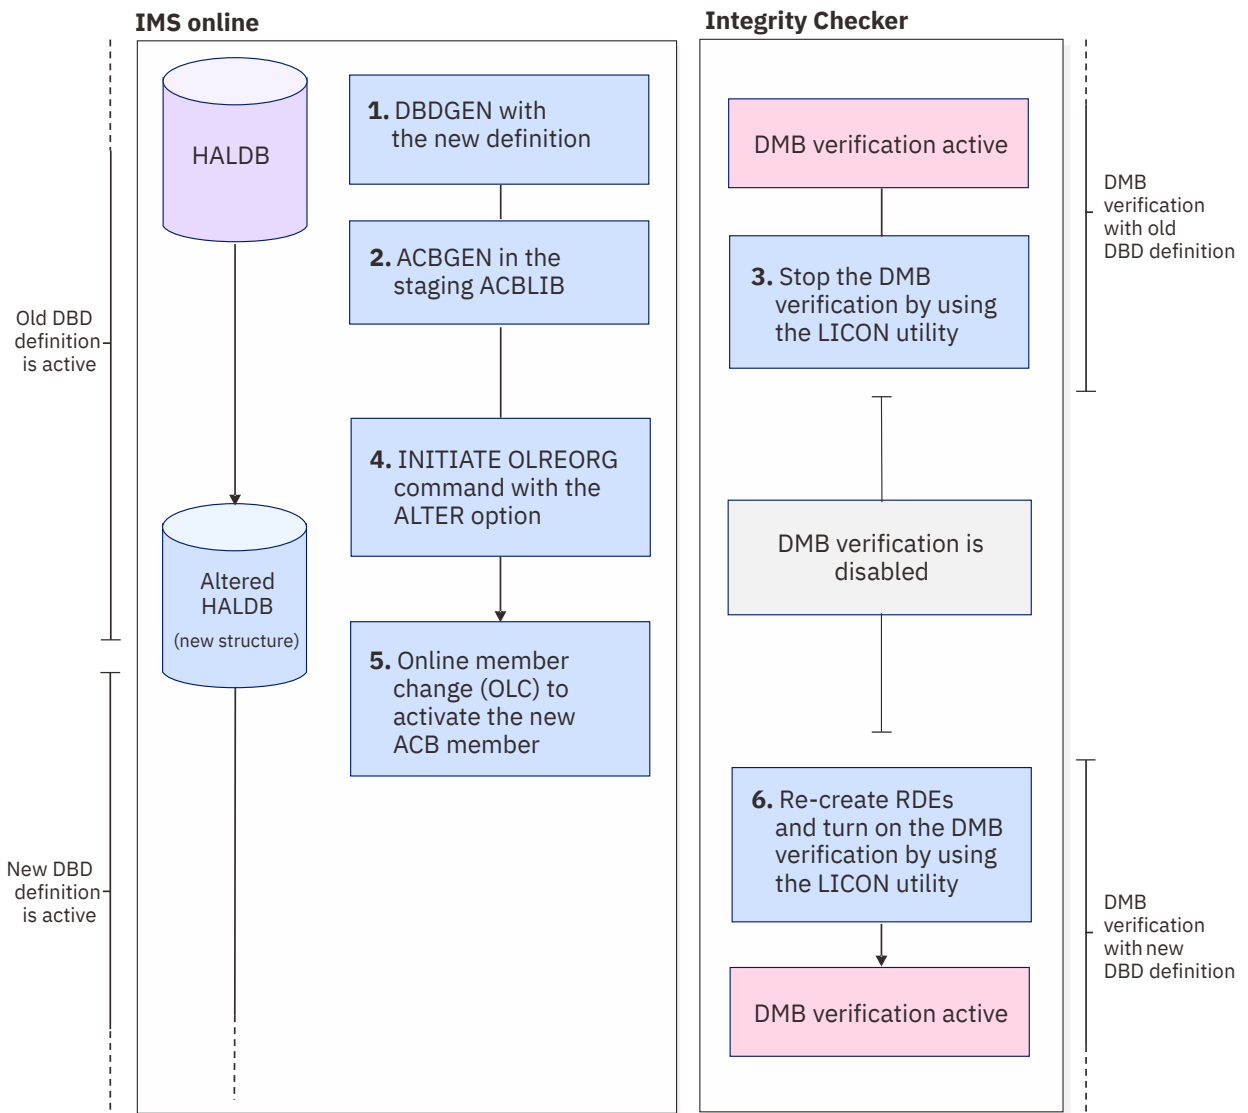 IMS online
Integrity Checker
HALDB
1. DBDGEN with
the new definition
2. ACBGEN in the
staging ACBLIB
DMB verification active
3. Stop the DMB
verification by using
the LICON utility
DMB
verification
with old
DBD definition
Old DBD
definition
is active
4. INITIATE OLREORG
command with the
ALTER option
DMB verification is
disabled
Altered
HALDB
(new structure)
5. Online member
change (OLC) to
activate the new
ACB member
6. Re-create RDEs
and turn on the DMB
verification by using
the LICON utility
New DBD
definition
is active
DMB
verification
with new
DBD definition
DMB verification active